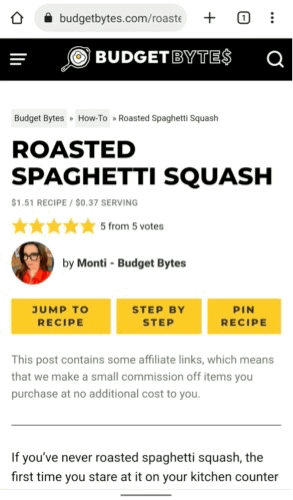 budgetbytes.com/roaste
1
BUDGETBYTE$
Budget Bytes » How-To » Roasted Spaghetti Squash
ROASTED
SPAGHETTI SQUASH
$1.51 RECIPE / $0.37 SERVING
5 from 5 votes
by Monti - Budget Bytes
JUMP TO
RECIPE
STEP BY
STEP
PIN
RECIPE
This post contains some affiliate links, which means
that we make a small commission off items you
purchase at no additional cost to you.
If you've never roasted spaghetti squash, the
first time you stare at it on your kitchen counter